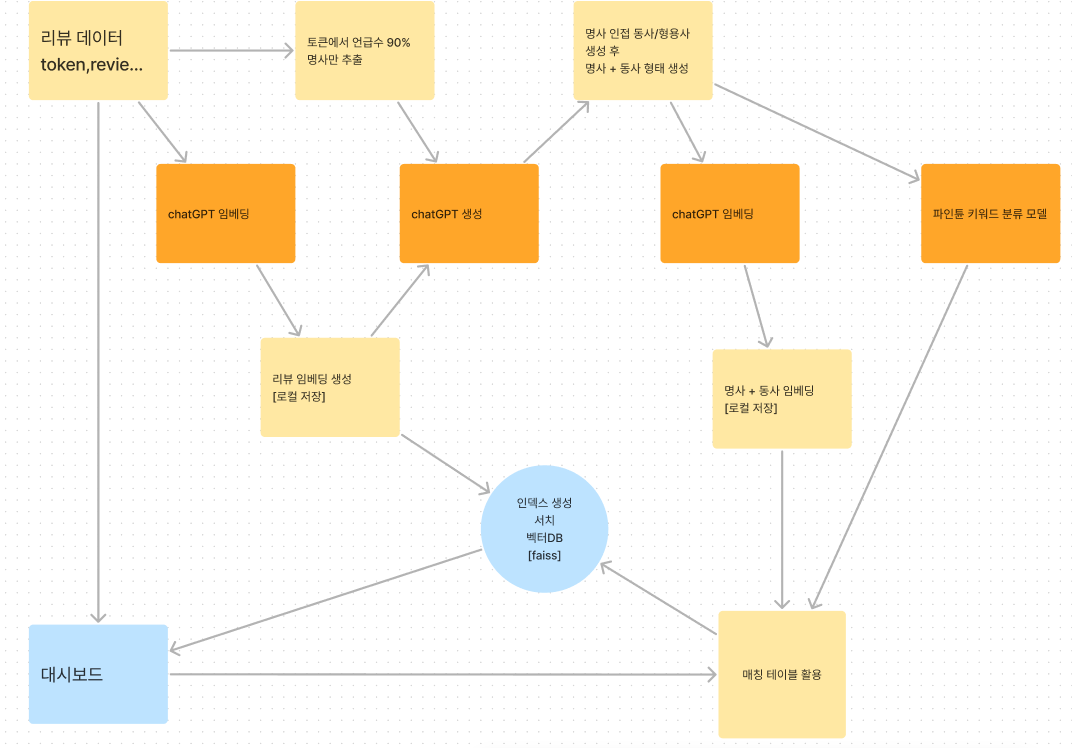 리뷰 데이터
token,revie...
토큰에서 언급수 90%
명사만 추출
명사 인접 동사/형용사
생성 후
명사 + 동사 형태 생성
chatGPT 임베딩
chatGPT 생성
chatGPT 임베딩
파인튠 키워드 분류 모델
리뷰 임베딩 생성
[로컬 저장]
명사 + 동사 임베딩
[로컬 저장]
인덱스 생성
서치
벡터DB
[faiss]
대시보드
매칭 테이블 활용